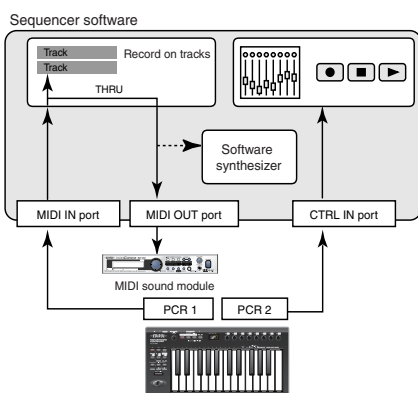 Sequencer software
Track
Track
Record on tracks
THRU
Software
synthesizer
MIDI IN port
MIDI OUT port
CTRL IN port
MIDI sound module
PCR 1
PCR 2